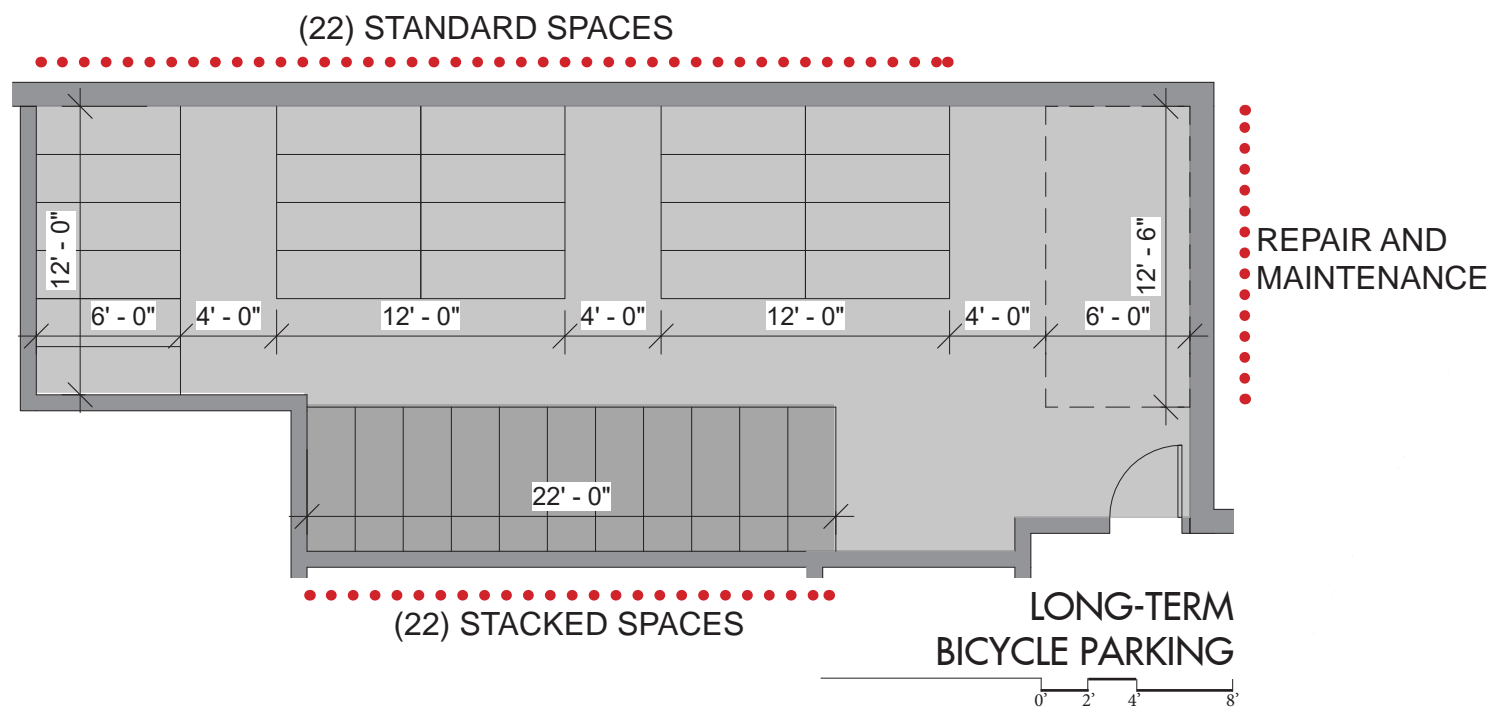 (22) STANDARD SPACES
12' - 0"
12' - 6"
REPAIR AND
MAINTENANCE
6' - 0"
4' - 0"
12' - 0"
4' - 0"
12' - 0"
4' - 0"
6' - 0"
22' - 0"
(22) STACKED SPACES
LONG-TERM
BICYCLE PARKING
0' 2' 4' 8'